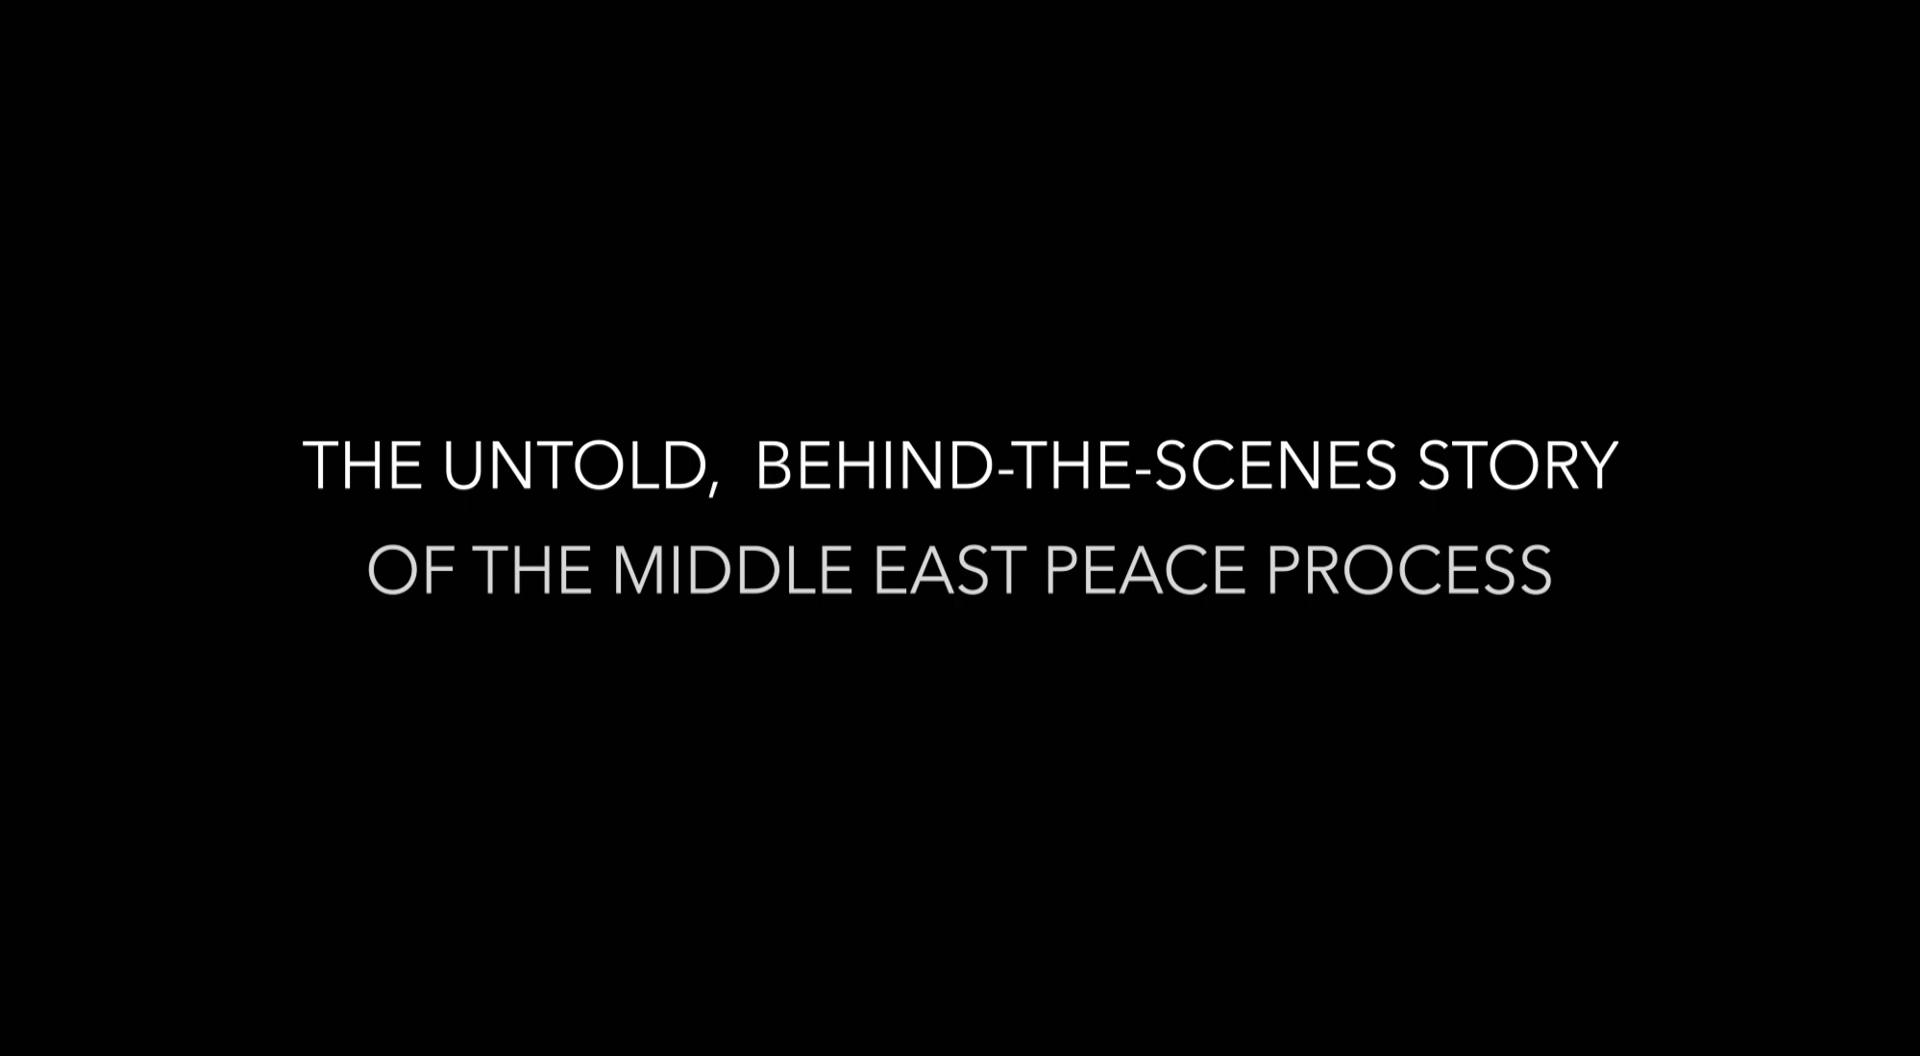 THE UNTOLD,  BEHIND-THE-SCENES STORY
OF THE MIDDLE EAST PEACE PROCESS